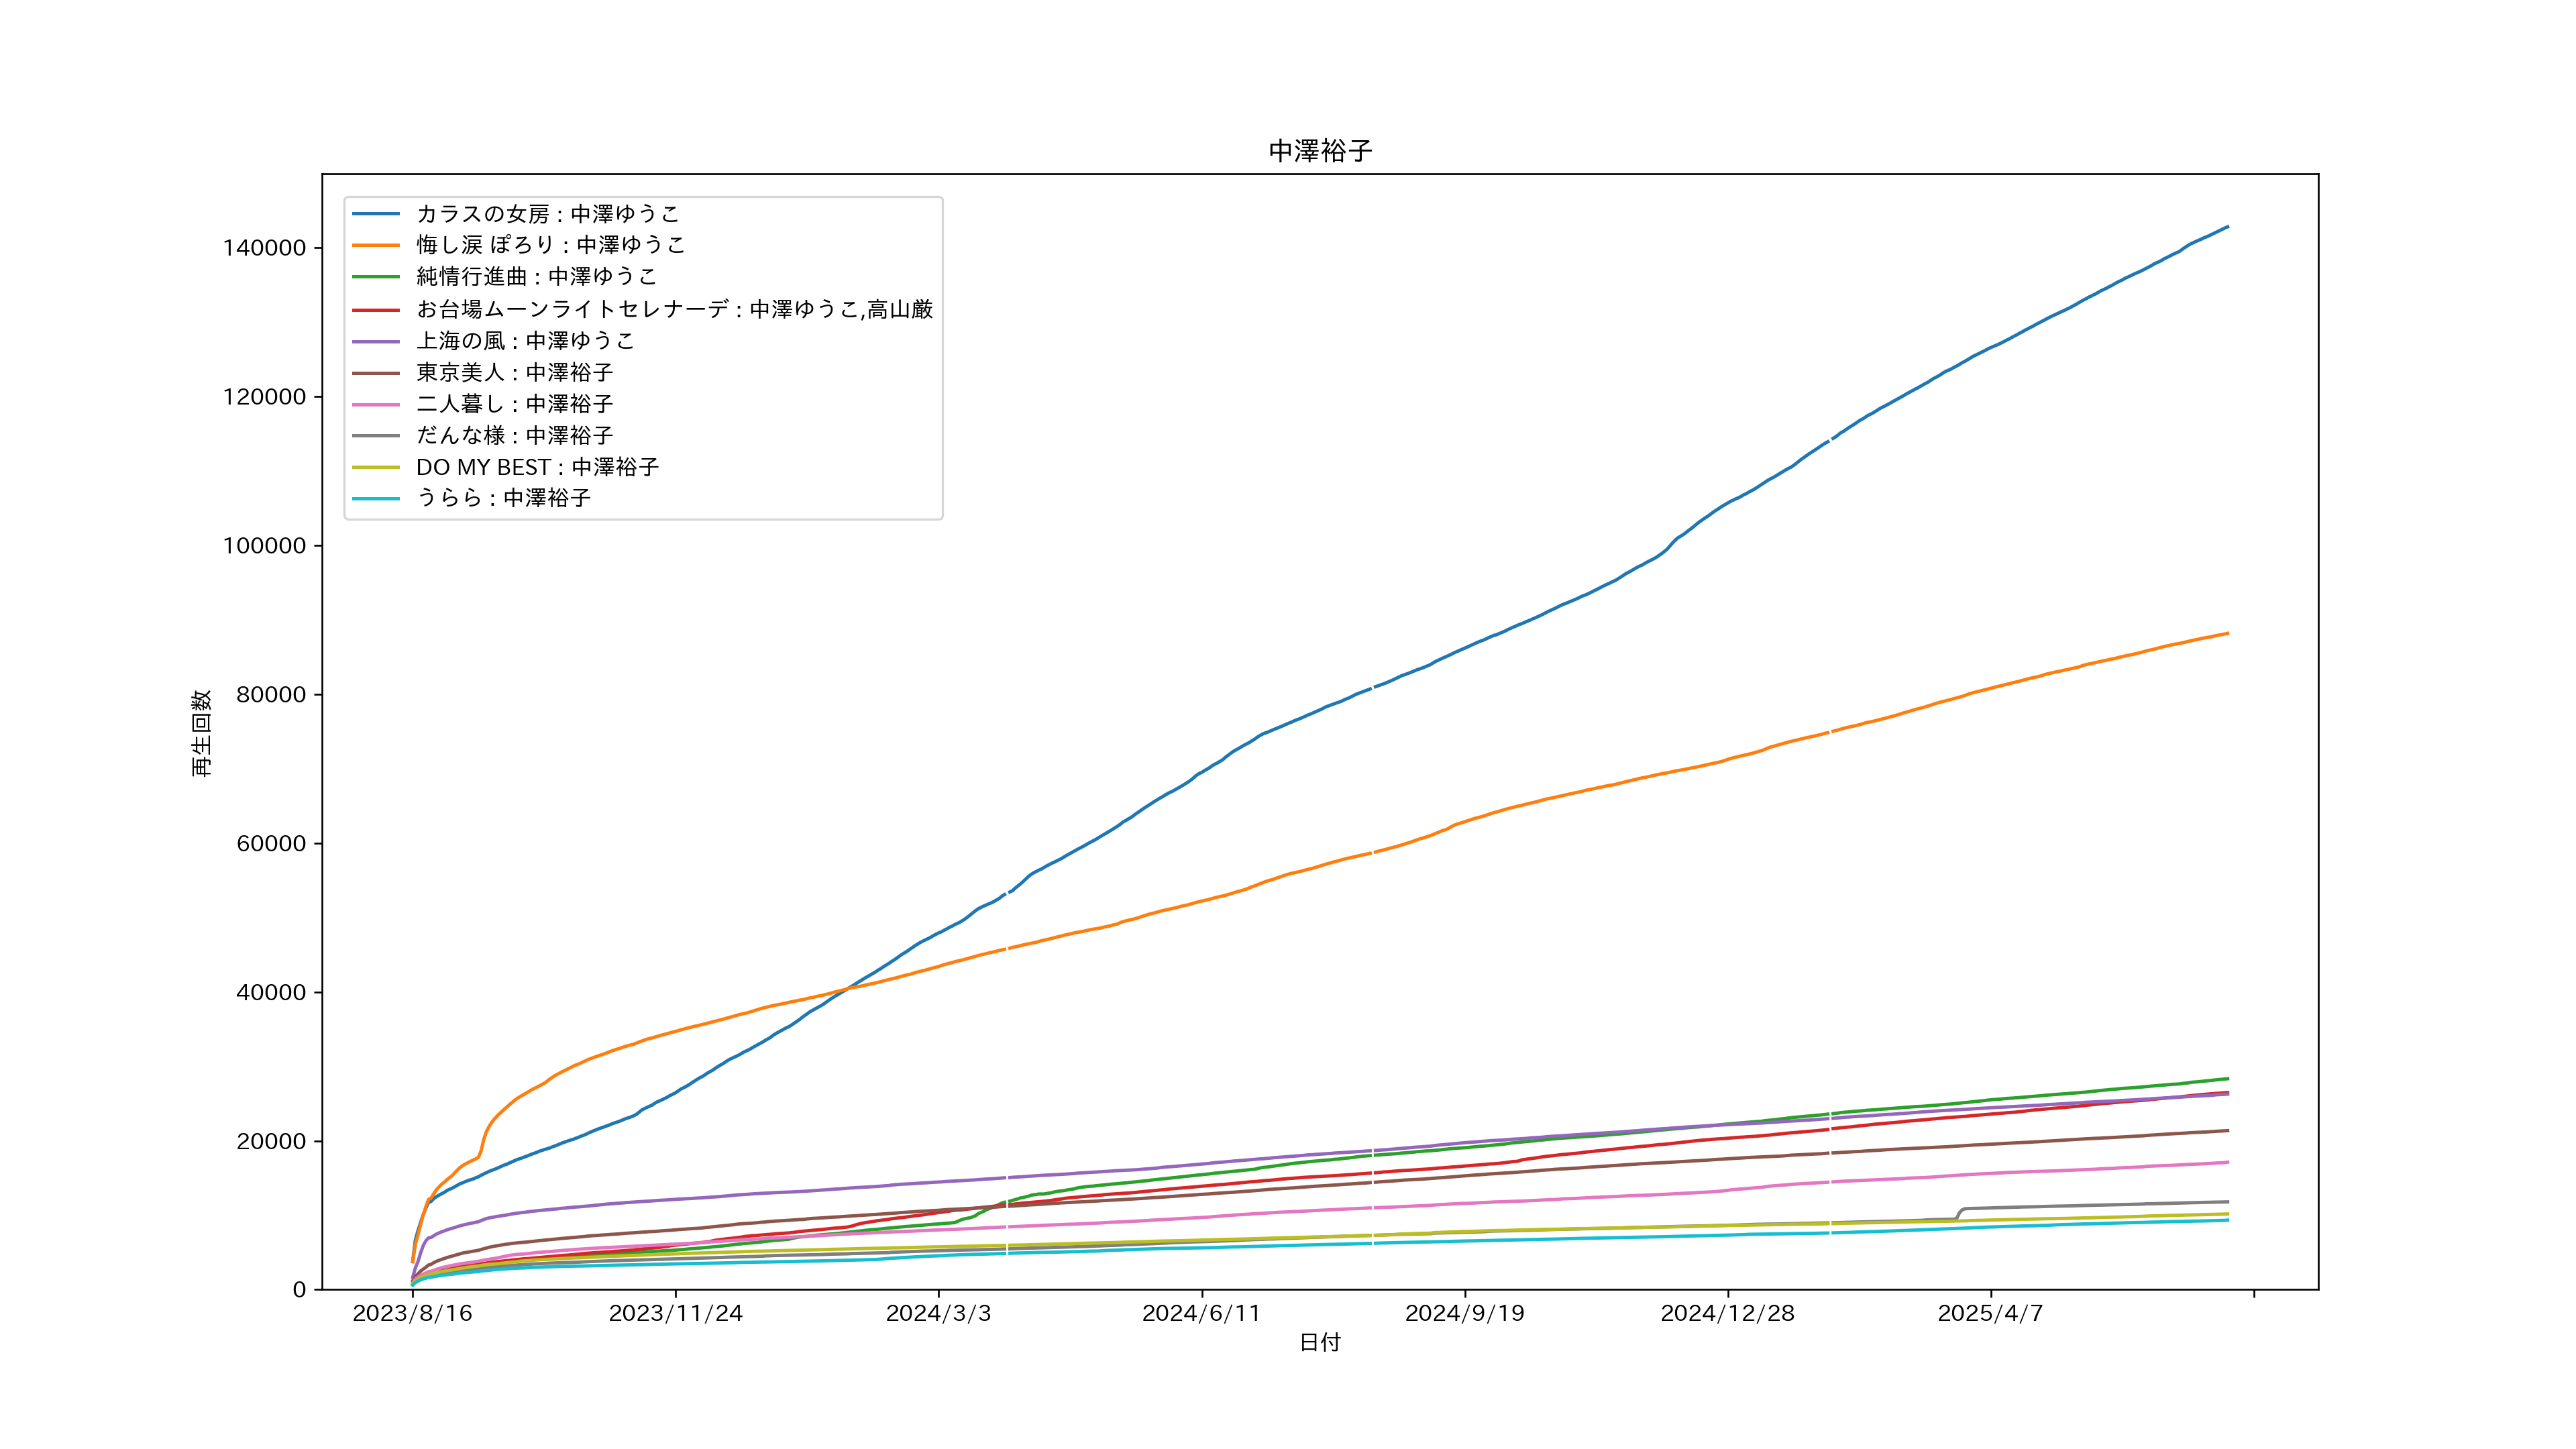 中澤裕子
カラスの女房 : 中澤ゆうこ
悔し涙 ぽろり : 中澤ゆうこ
純情行進曲 : 中澤ゆうこ
お台場ムーンライトセレナーデ : 中澤ゆうこ,高山厳
上海の風 : 中澤ゆうこ
東京美人 : 中澤裕子
二人暮し : 中澤裕子
だんな様 : 中澤裕子
DO MY BEST : 中澤裕子
うらら : 中澤裕子
140000
120000
100000
80000
60000
40000
20000
0
再生回数
2023/8/16
2023/11/24
2024/3/3
2024/6/11
2024/9/19
2024/12/28
2025/4/7
日付